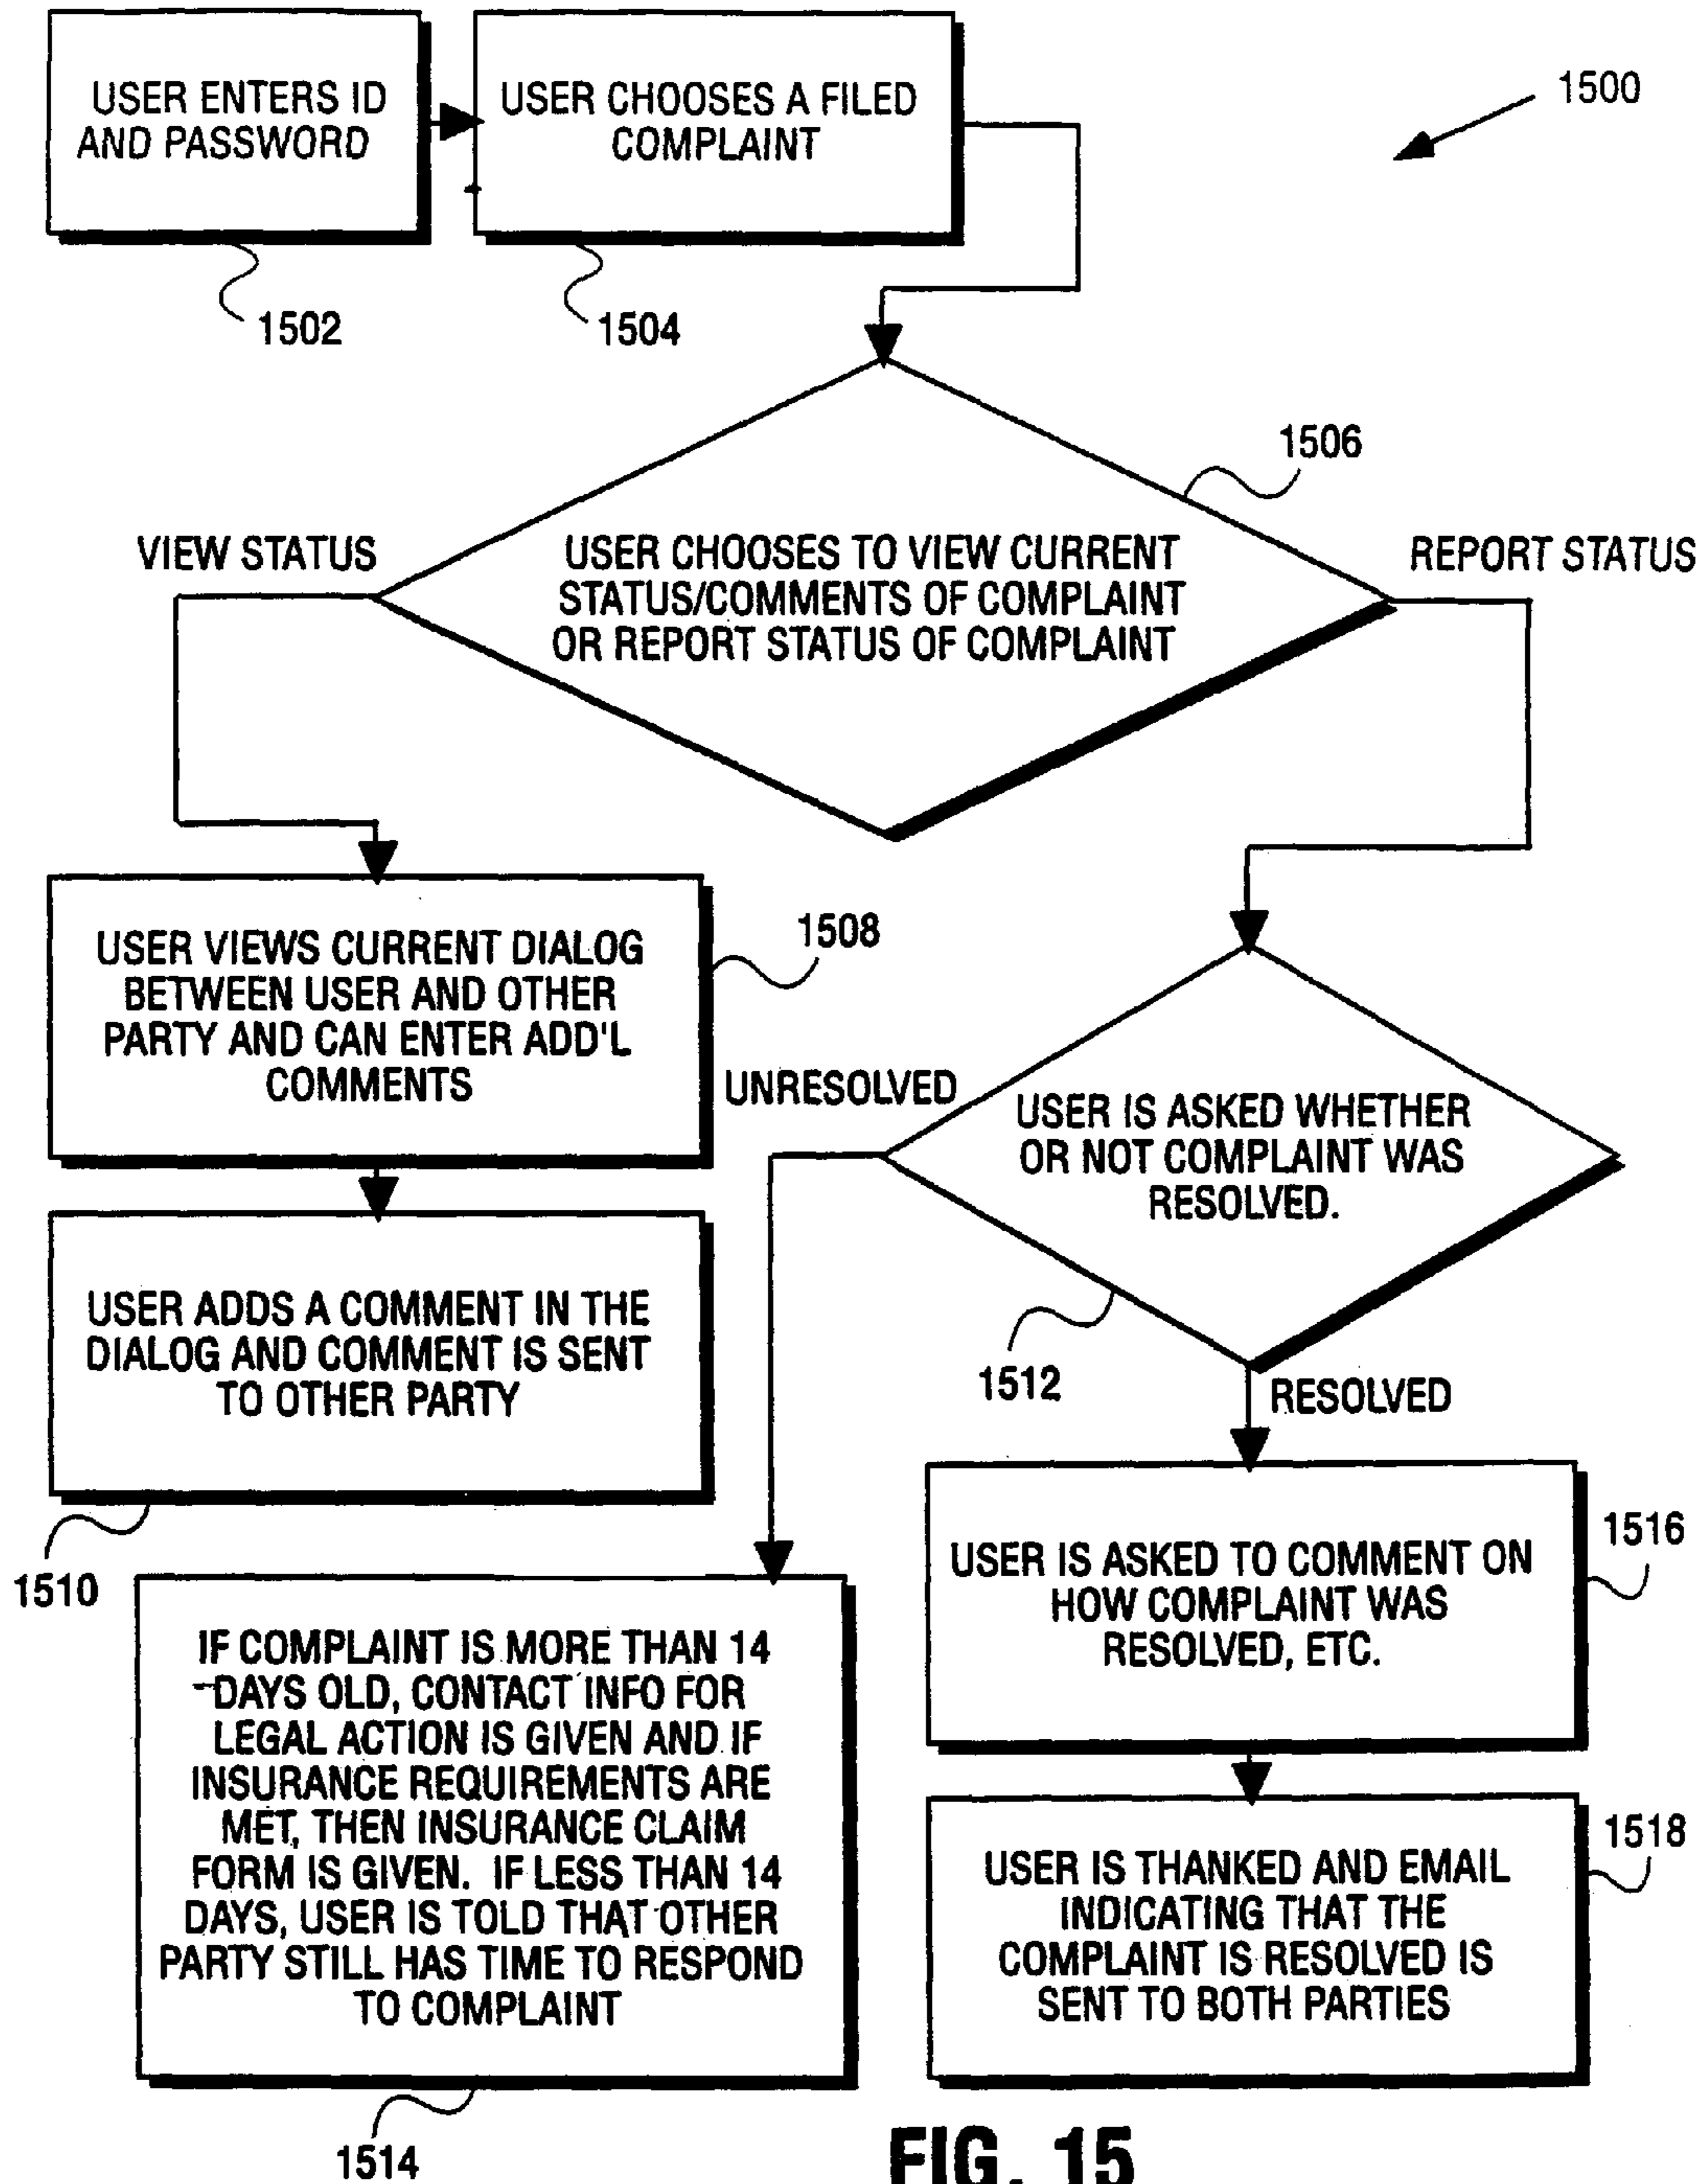 USER ENTERS ID
AND PASSWORD
1502
USER CHOOSES A FILED
COMPLAINT
1504
1500
USER CHOOSES TO VIEW CURRENT
STATUS/COMMENTS OF COMPLAINT
OR REPORT STATUS OF COMPLAINT
1506
VIEW STATUS
REPORT STATUS
USER VIEWS CURRENT DIALOG
BETWEEN USER AND OTHER
PARTY AND CAN ENTER ADD'L
COMMENTS
1508
USER ADDS A COMMENT IN THE
DIALOG AND COMMENT IS SENT
TO OTHER PARTY
1510
UNRESOLVED
USER IS ASKED WHETHER
OR NOT COMPLAINT WAS
RESOLVED.
1512
RESOLVED
IF COMPLAINT IS MORE THAN 14
DAYS OLD, CONTACT INFO FOR
LEGAL ACTION IS GIVEN AND IF
INSURANCE REQUIREMENTS ARE
MET, THEN INSURANCE CLAIM
FORM IS GIVEN. IF LESS THAN 14
DAYS, USER IS TOLD THAT OTHER
PARTY STILL HAS TIME TO RESPOND
TO COMPLAINT
1514
USER IS ASKED TO COMMENT ON
HOW COMPLAINT WAS
RESOLVED, ETC.
1516
USER IS THANKED AND EMAIL
INDICATING THAT THE
COMPLAINT IS RESOLVED IS
SENT TO BOTH PARTIES
1518
FIG. 15